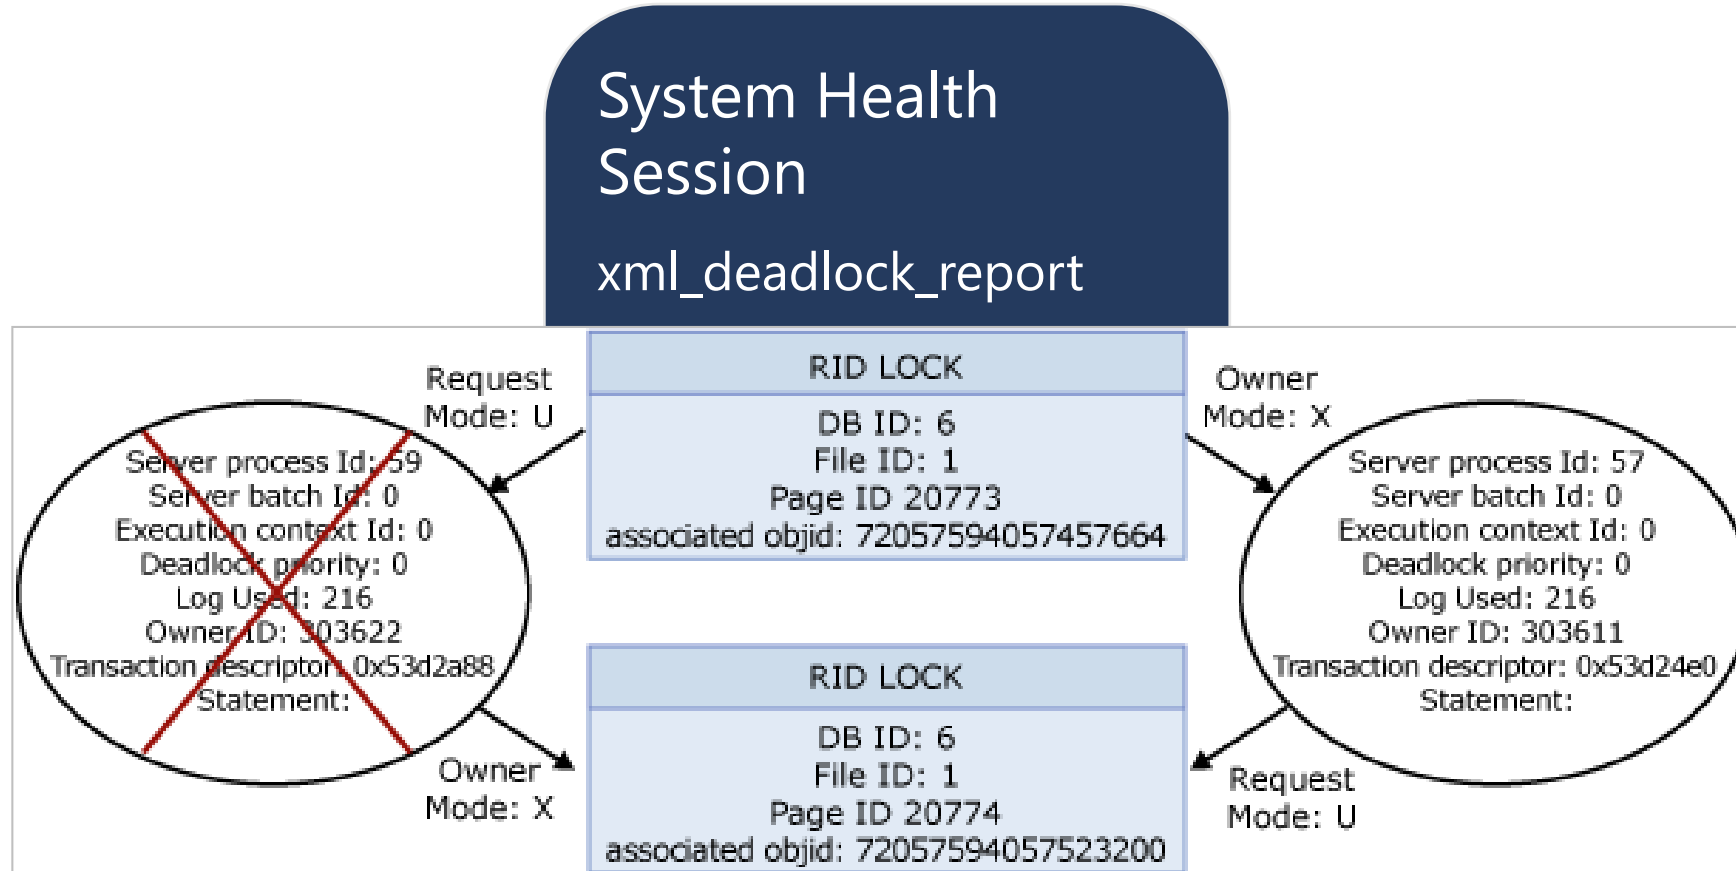 System Health
Session
xml_deadlock_report
Request
Mode: U
RID LOCK
DB ID: 6
File ID: 1
Page ID 20773
associated objid: 72057594057457664
Owner
Mode: X
Server process Id: 59
Server batch Id: 0
Execution context Id: 0
Deadlock priority: 0
Log Used: 216
Owner ID: 303622
Transaction descriptor: 0x53d2a88
Statement:
Server process Id: 57
Server batch Id: 0
Execution context Id: 0
Deadlock priority: 0
Log Used: 216
Owner ID: 303611
Transaction descriptor: 0x53d24e0
Statement:
Owner
Mode: X
RID LOCK
DB ID: 6
File ID: 1
Page ID 20774
associated objid: 72057594057523200
Request
Mode: U